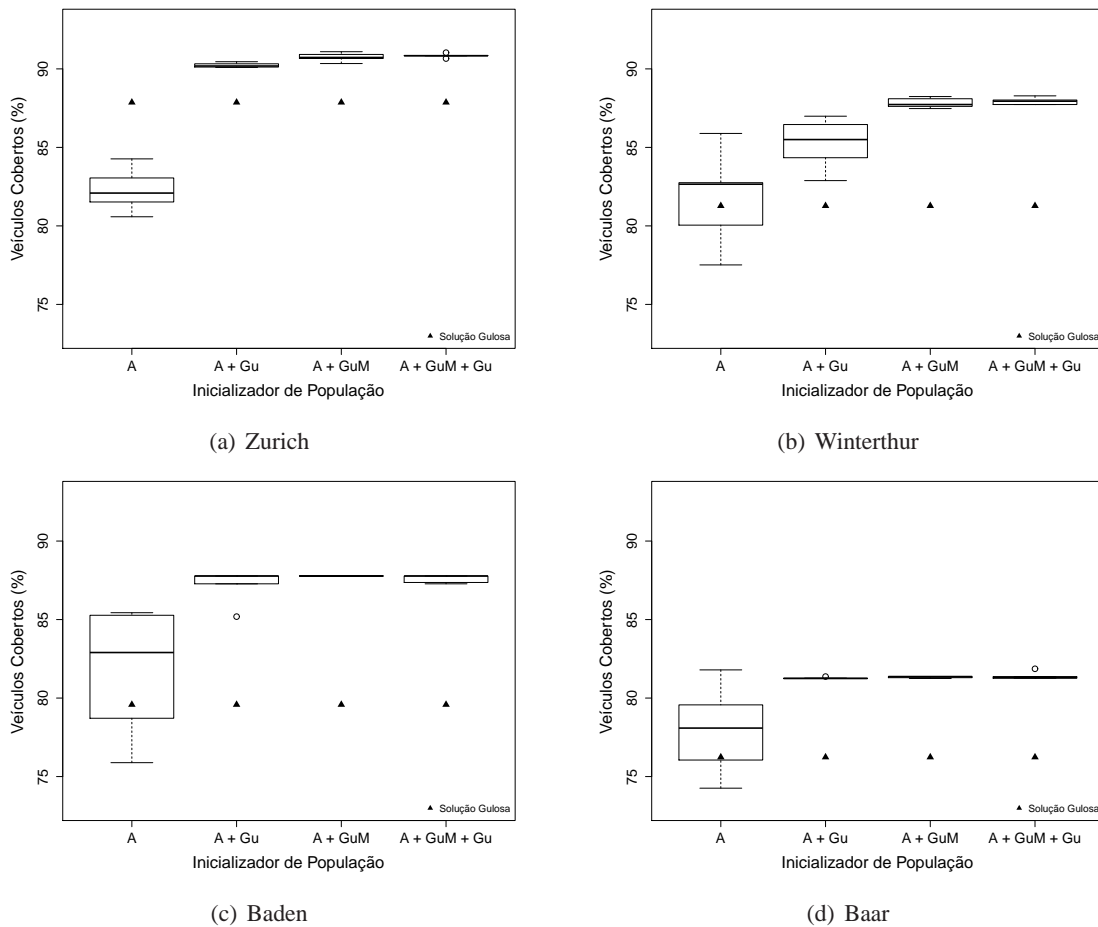 Veículos Cobertos (%)
90
85
80
75
▲ Solução Gulosa
A
A + Gu
A + GuM
A + GuM + Gu
Inicializador de População
(a) Zurich
Veículos Cobertos (%)
90
85
80
75
▲ Solução Gulosa
A
A + Gu
A + GuM
A + GuM + Gu
Inicializador de População
(b) Winterthur
Veículos Cobertos (%)
90
85
80
75
▲ Solução Gulosa
A
A + Gu
A + GuM
A + GuM + Gu
Inicializador de População
(c) Baden
Veículos Cobertos (%)
90
85
80
75
▲ Solução Gulosa
A
A + Gu
A + GuM
A + GuM + Gu
Inicializador de População
(d) Baar